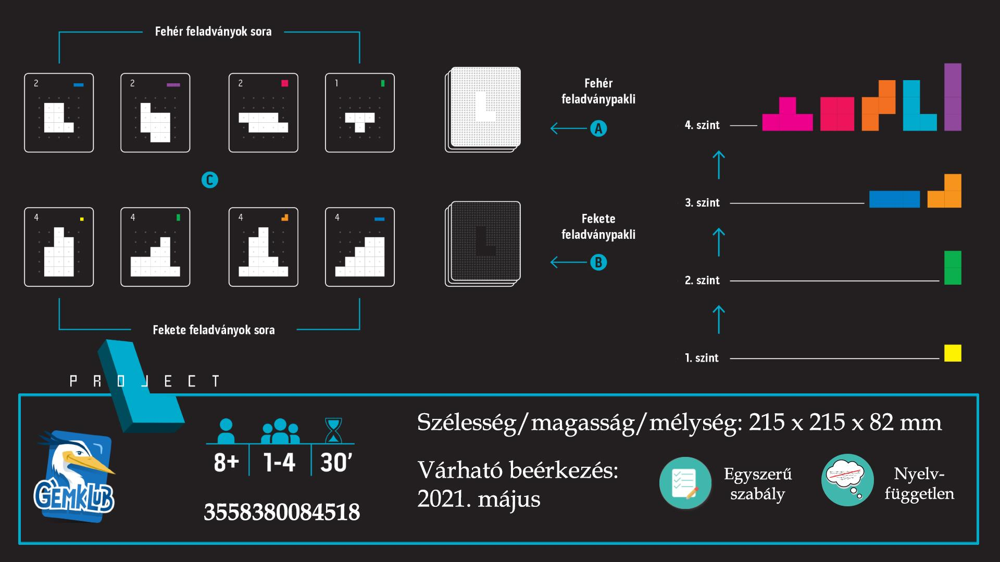 Fehér feladványok sora
2
2
2
1
Fehér
feladványpakli
A
C
4
4
4
4
Fekete
feladványpakli
B
Fekete feladványok sora
4. szint
3. szint
2. szint
1. szint
PROJECT
L
GÉMKLUB
8+
1-4
30’
3558380084518
Szélesség/magasság/mélység: 215 x 215 x 82 mm
Várható beérkezés:
2021. május
Egyszerű
szabály
Nyelv-
független